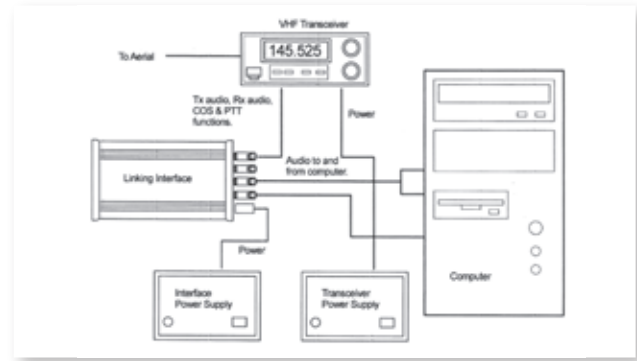 VHF Transceiver
To Aerial
145.525
Tx audio, Rx audio,
COS & PTT
functions.
Power
Linking Interface
Audio to and
from computer.
Power
Interface
Power Supply
Transceiver
Power Supply
Computer